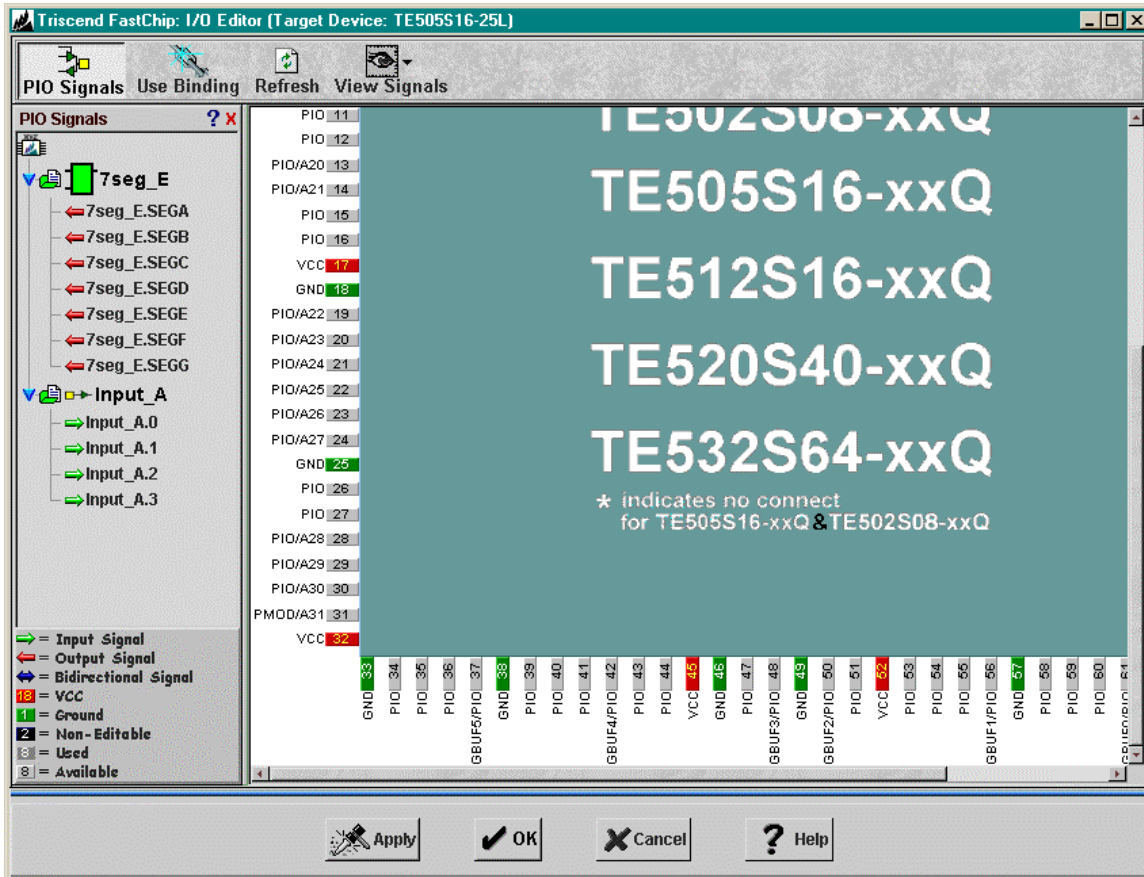 Triscend FastChip: I/O Editor (Target Device: TE505S16-25L)
PIO Signals Use Binding Refresh View Signals
PIO Signals ? X
7seg_E
7seg_E.SEGA
7seg_E.SEGB
7seg_E.SEGC
7seg_E.SEGD
7seg_E.SEGE
7seg_E.SEGF
7seg_E.SEGG
Input_A
Input_A.0
Input_A.1
Input_A.2
Input_A.3
= Input Signal
= Output Signal
= Bidirectional Signal
18 = VCC
1 = Ground
2 = Non-Editable
8 = Used
8 = Available
PIO 11
PIO 12
PIO/A20 13
PIO/A21 14
PIO 15
PIO 16
VCC 17
GND 18
PIO/A22 19
PIO/A23 20
PIO/A24 21
PIO/A25 22
PIO/A26 23
PIO/A27 24
GND 25
PIO 26
PIO 27
PIO/A28 28
PIO/A29 29
PIO/A30 30
PMOD/A31 31
VCC 32
TE502S08-xxQ
TE505S16-xxQ
TE512S16-xxQ
TE520S40-xxQ
TE532S64-xxQ
* indicates no connect
for TE505S16-xxQ&TE502S08-xxQ
GND 33
PIO 34
PIO 35
PIO 36
GBUF5/PIO 37
GND 38
PIO 39
PIO 40
PIO 41
GBUF4/PIO 42
PIO 43
PIO 44
VCC 45
GND 46
PIO 47
GBUF3/PIO 48
GND 49
GBUF2/PIO 50
PIO 51
VCC 52
PIO 53
PIO 54
PIO 55
GBUF1/PIO 56
GND 57
PIO 58
PIO 59
PIO 60
GBUF0/PIO 61
Apply OK Cancel Help